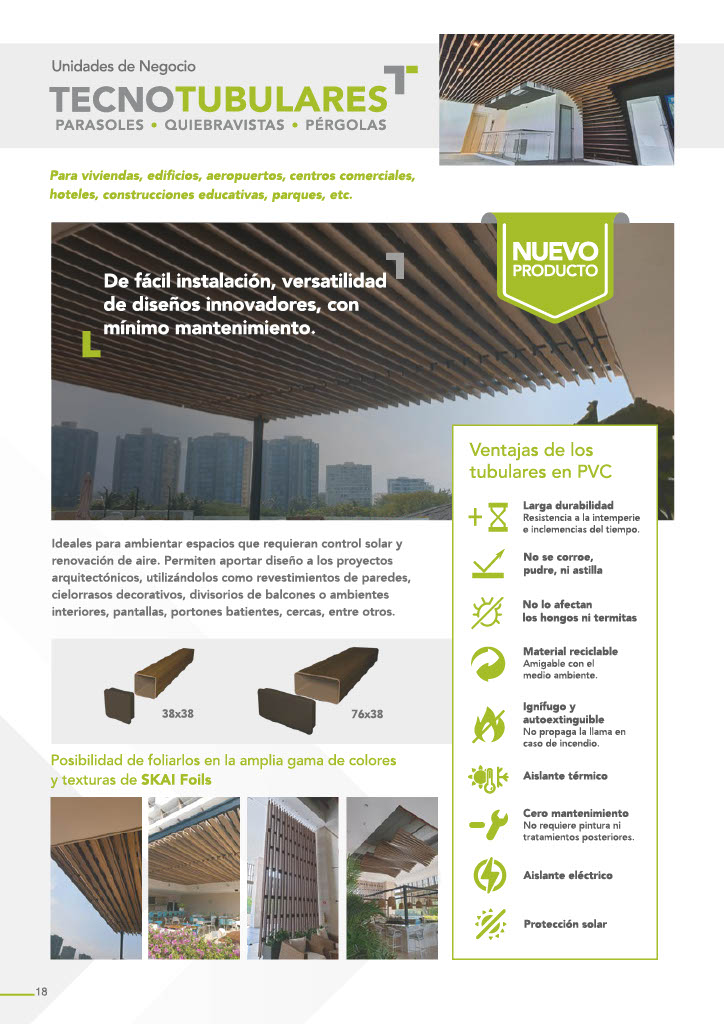 Unidades de Negocio
TECNOTUBULARES
PARASOLES • QUIEBRAVISTAS • PÉRGOLAS
Para viviendas, edificios, aeropuertos, centros comerciales,
hoteles, construcciones educativas, parques, etc.
NUEVO
PRODUCTO
De fácil instalación, versatilidad
de diseños innovadores, con
mínimo mantenimiento.
Ideales para ambientar espacios que requieran control solar y
renovación de aire. Permiten aportar diseño a los proyectos
arquitectónicos, utilizándolos como revestimientos de paredes,
cielorrasos decorativos, divisorios de balcones o ambientes
interiores, pantallas, portones batientes, cercas, entre otros.
38x38
76x38
Posibilidad de foliarlos en la amplia gama de colores
y texturas de SKAI Foils
Ventajas de los
tubulares en PVC
Larga durabilidad
Resistencia a la intemperie
e inclemencias del tiempo.
No se corroe,
pudre, ni astilla
No lo afectan
los hongos ni termitas
Material reciclable
Amigable con el
medio ambiente.
Ignífugo y
autoextinguible
No propaga la llama en
caso de incendio.
Aislante térmico
Cero mantenimiento
No requiere pintura ni
tratamientos posteriores.
Aislante eléctrico
Protección solar
18